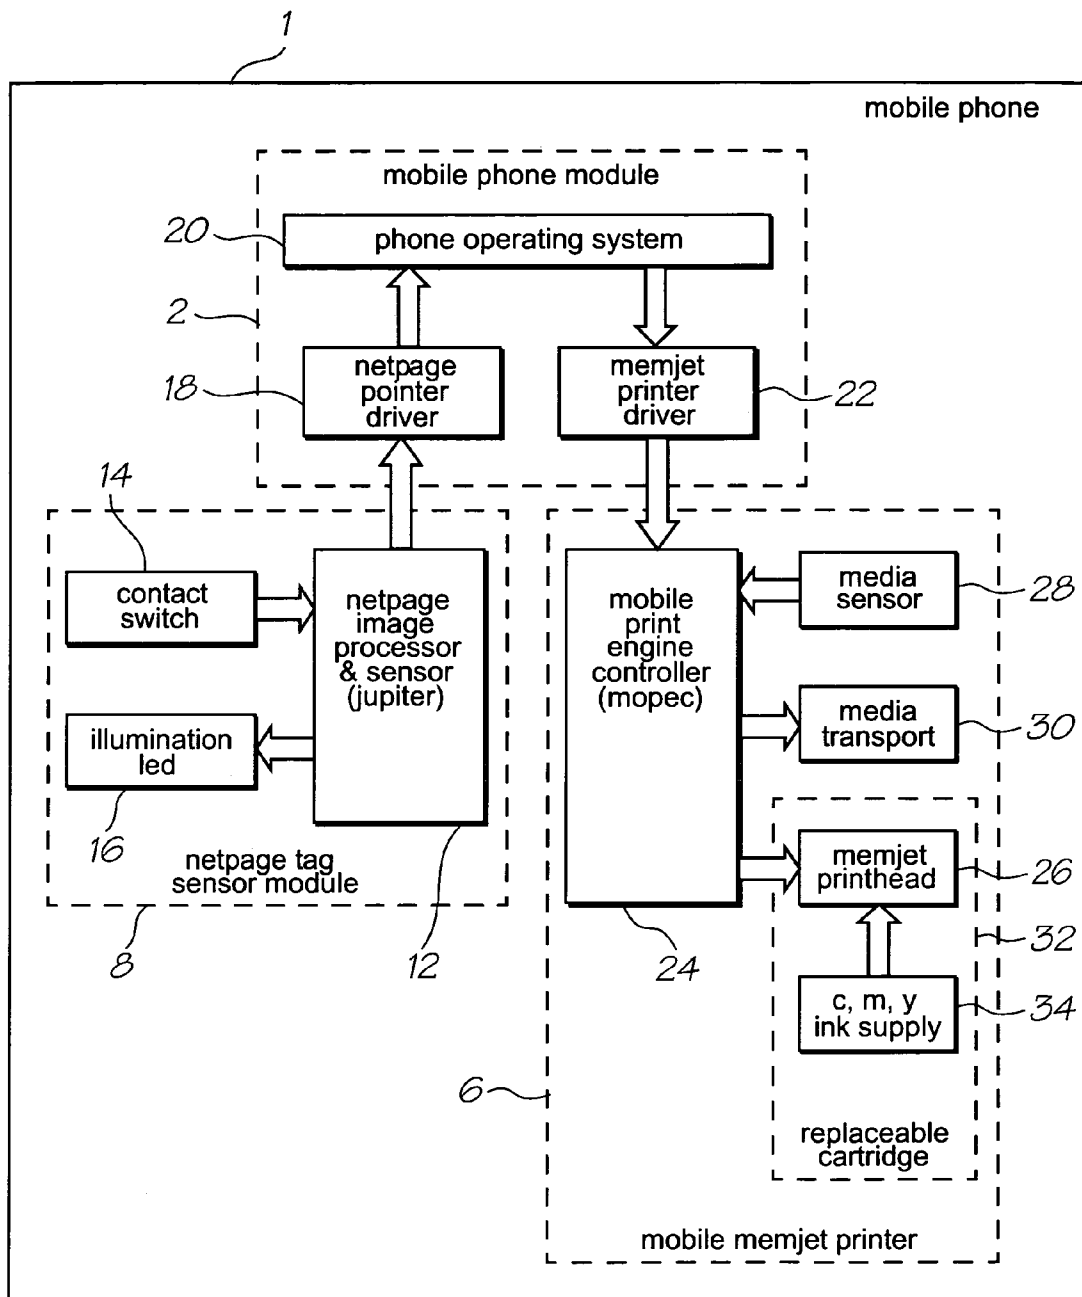 1
mobile phone
mobile phone module
20
phone operating system
2
18
netpage
pointer
driver
memjet
printer
driver
22
14
contact
switch
netpage
image
processor
& sensor
(jupiter)
mobile
print
engine
controller
(mopec)
media
sensor
28
illumination
led
media
transport
30
16
netpage tag
sensor module
memjet
printhead
26
8
12
24
32
c, m, y
ink supply
34
6
replaceable
cartridge
mobile memjet printer